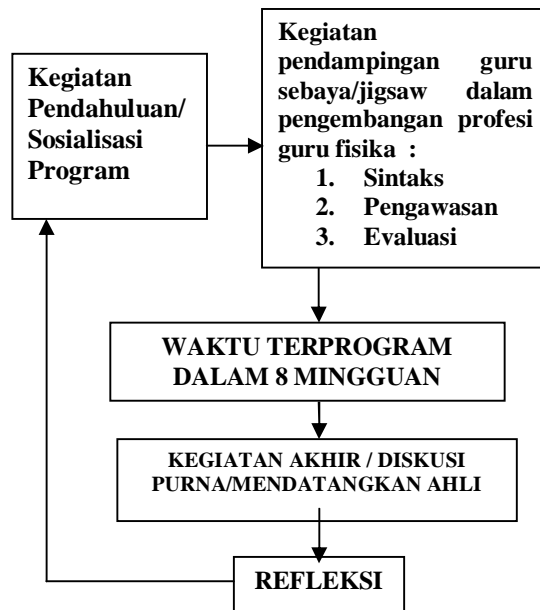 Kegiatan
Pendahuluan/
Sosialisasi
Program
Kegiatan
pendampingan guru
sebaya/jigsaw dalam
pengembangan profesi
guru fisika :
1. Sintaks
2. Pengawasan
3. Evaluasi
WAKTU TERPROGRAM
DALAM 8 MINGGUAN
KEGIATAN AKHIR / DISKUSI
PURNA/MENDATANGKAN AHLI
REFLEKSI